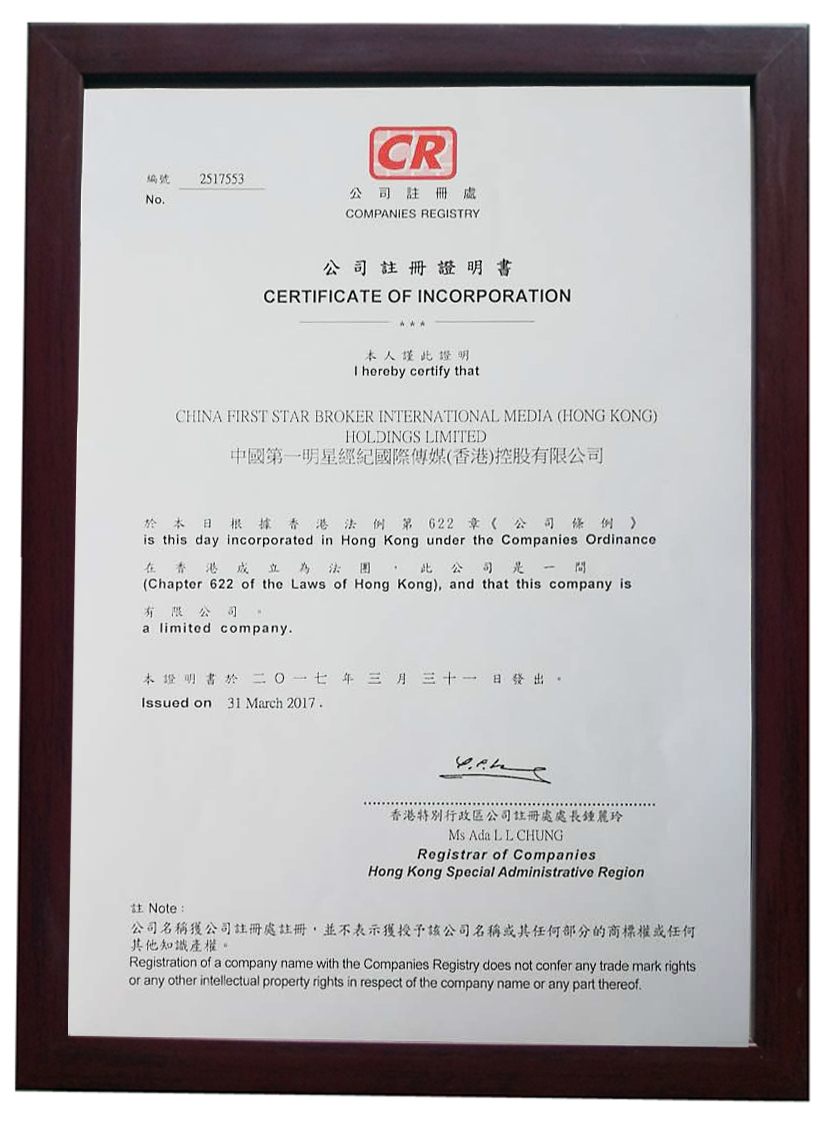 CR
編號 2517553
No.
公司註冊處
COMPANIES REGISTRY
公司註冊證明書
CERTIFICATE OF INCORPORATION
***
本人謹此證明
I hereby certify that
CHINA FIRST STAR BROKER INTERNATIONAL MEDIA (HONG KONG)
HOLDINGS LIMITED
中國第一明星經紀國際傳媒(香港)控股有限公司
於本日根據香港法例第622章《公司條例》
is this day incorporated in Hong Kong under the Companies Ordinance
在香港成立為法團，此公司是一間
(Chapter 622 of the Laws of Hong Kong), and that this company is
有限公司。
a limited company.
本證明書於二〇一七年三月三十一日發出。
Issued on 31 March 2017.
香港特別行政區公司註冊處處長鍾麗玲
Ms Ada L L CHUNG
Registrar of Companies
Hong Kong Special Administrative Region
註 Note:
公司名稱獲公司註冊處註冊，並不表示獲授予該公司名稱或其任何部分的商標權或任何
其他知識產權。
Registration of a company name with the Companies Registry does not confer any trade mark rights
or any other intellectual property rights in respect of the company name or any part thereof.